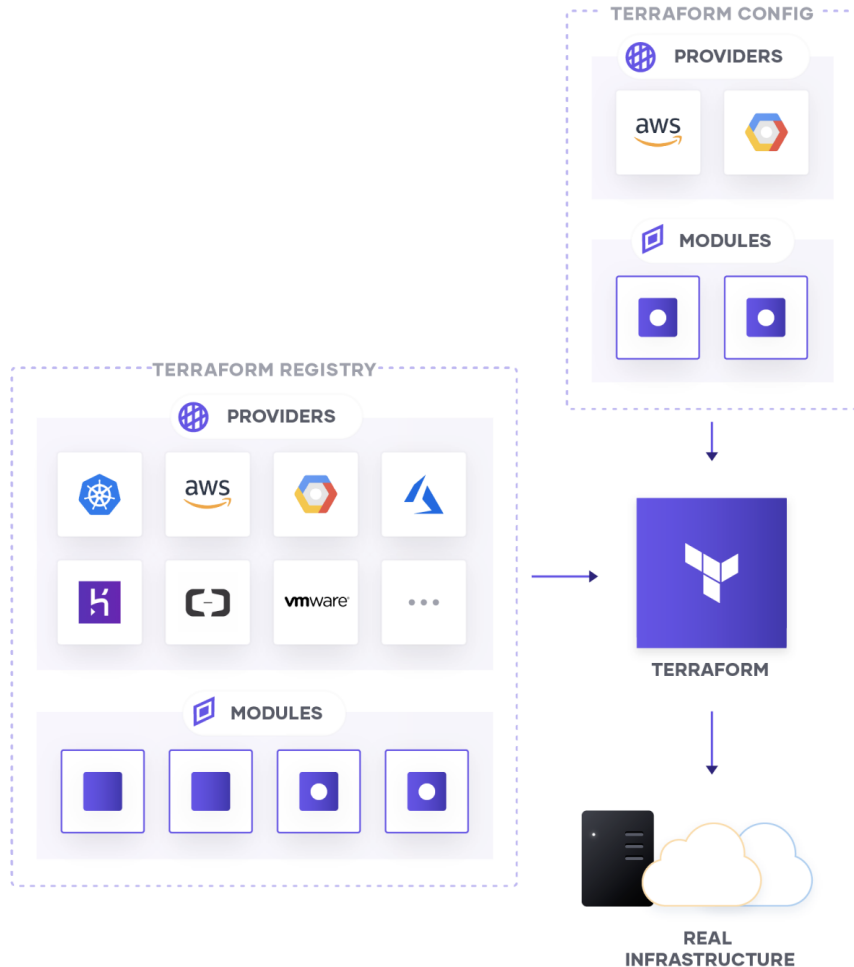 TERRAFORM CONFIG
PROVIDERS
aws
MODULES
TERRAFORM REGISTRY
PROVIDERS
aws
vmware
MODULES
TERRAFORM
REAL
INFRASTRUCTURE